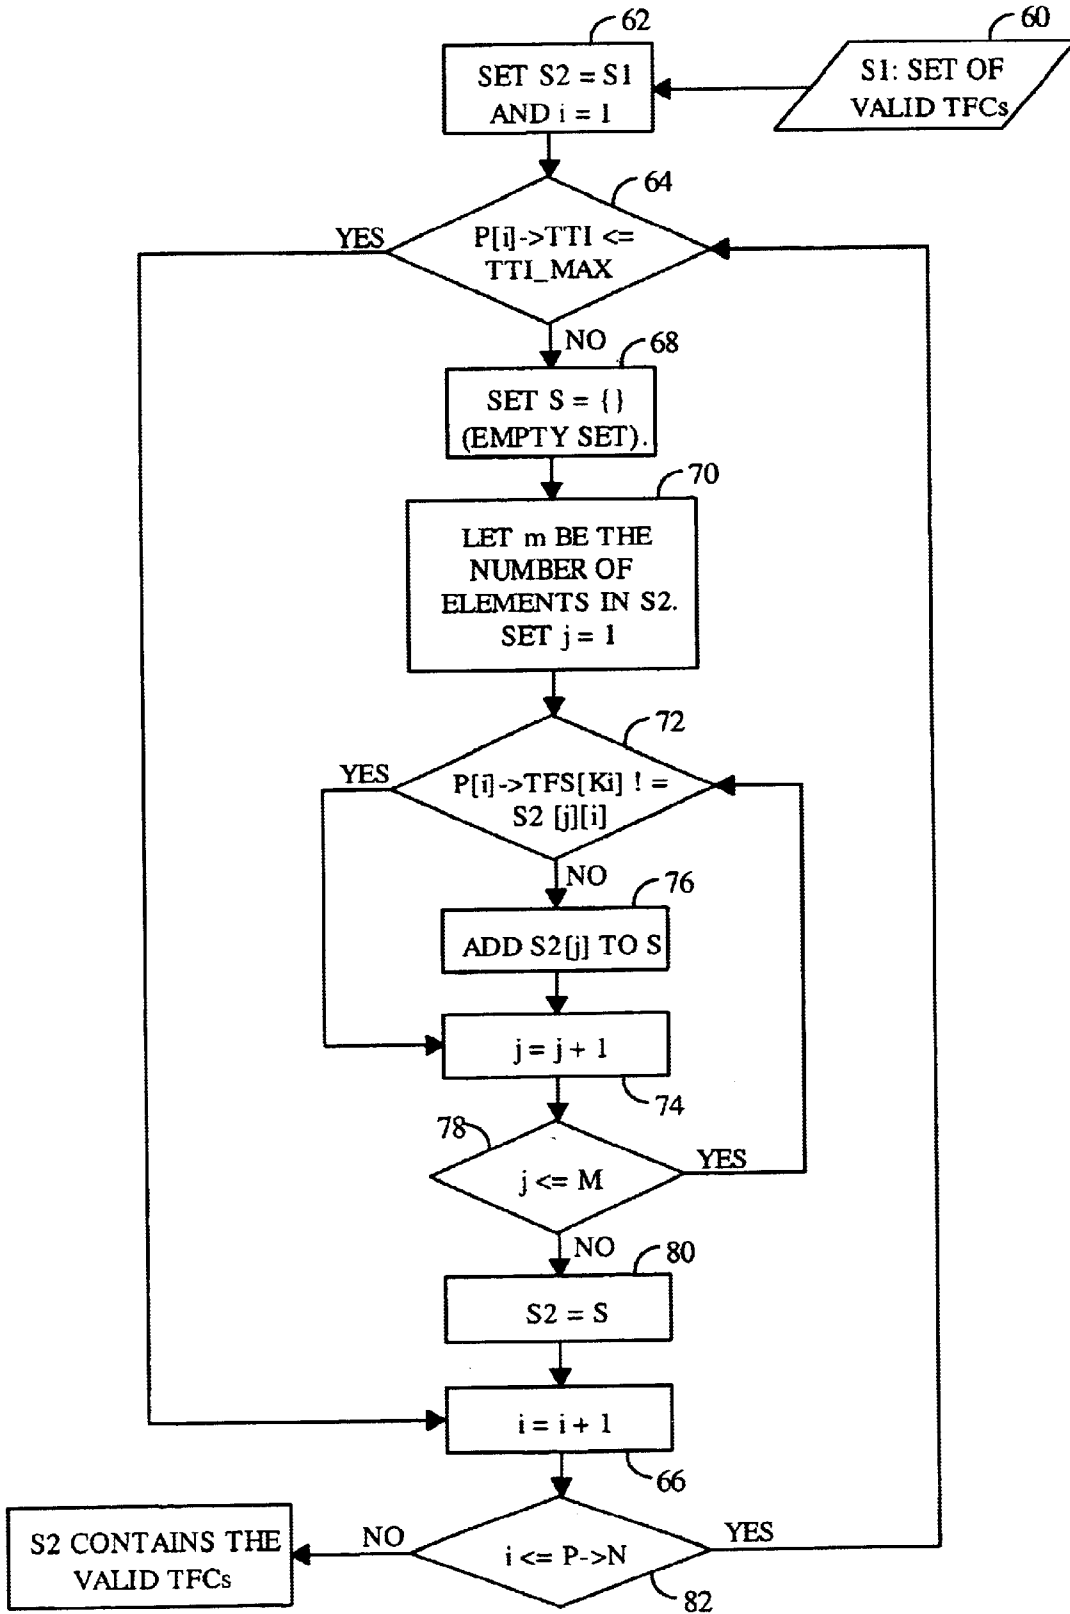 62
60
SET S2 = S1
AND i = 1
S1: SET OF
VALID TFCs
64
YES
P[i]->TTI <=
TTI_MAX
NO
68
SET S = { }
(EMPTY SET).
70
LET m BE THE
NUMBER OF
ELEMENTS IN S2.
SET j = 1
72
YES
P[i]->TFS[Ki] ! =
S2 [j][i]
NO
76
ADD S2[j] TO S
j = j + 1
74
78
j <= M
YES
NO
80
S2 = S
i = i + 1
66
S2 CONTAINS THE
VALID TFCs
NO
i <= P->N
YES
82